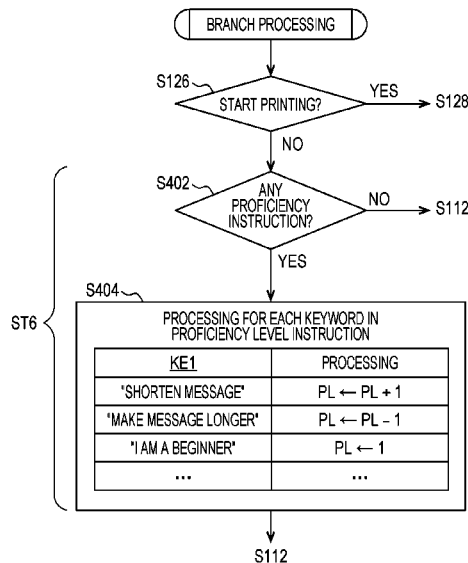 BRANCH PROCESSING
S126
START PRINTING?
YES
S128
NO
S402
ANY
PROFICIENCY
INSTRUCTION?
NO
S112
YES
ST6
S404
PROCESSING FOR EACH KEYWORD IN
PROFICIENCY LEVEL INSTRUCTION
KE1 PROCESSING
"SHORTEN MESSAGE" PL ← PL + 1
"MAKE MESSAGE LONGER" PL ← PL − 1
"I AM A BEGINNER" PL ← 1
... ...
S112